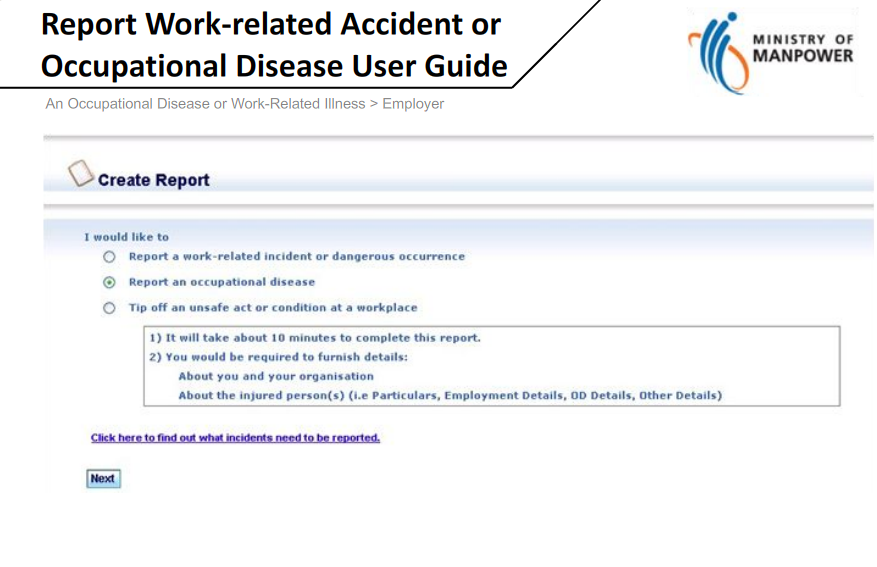 Report Work-related Accident or
Occupational Disease User Guide
MINISTRY OF
MANPOWER
An Occupational Disease or Work-Related Illness > Employer
Create Report
I would like to
Report a work-related incident or dangerous occurrence
Report an occupational disease
Tip off an unsafe act or condition at a workplace
1) It will take about 10 minutes to complete this report.
2) You would be required to furnish details:
About you and your organisation
About the injured person(s) (i.e Particulars, Employment Details, OD Details, Other Details)
Click here to find out what incidents need to be reported.
Next